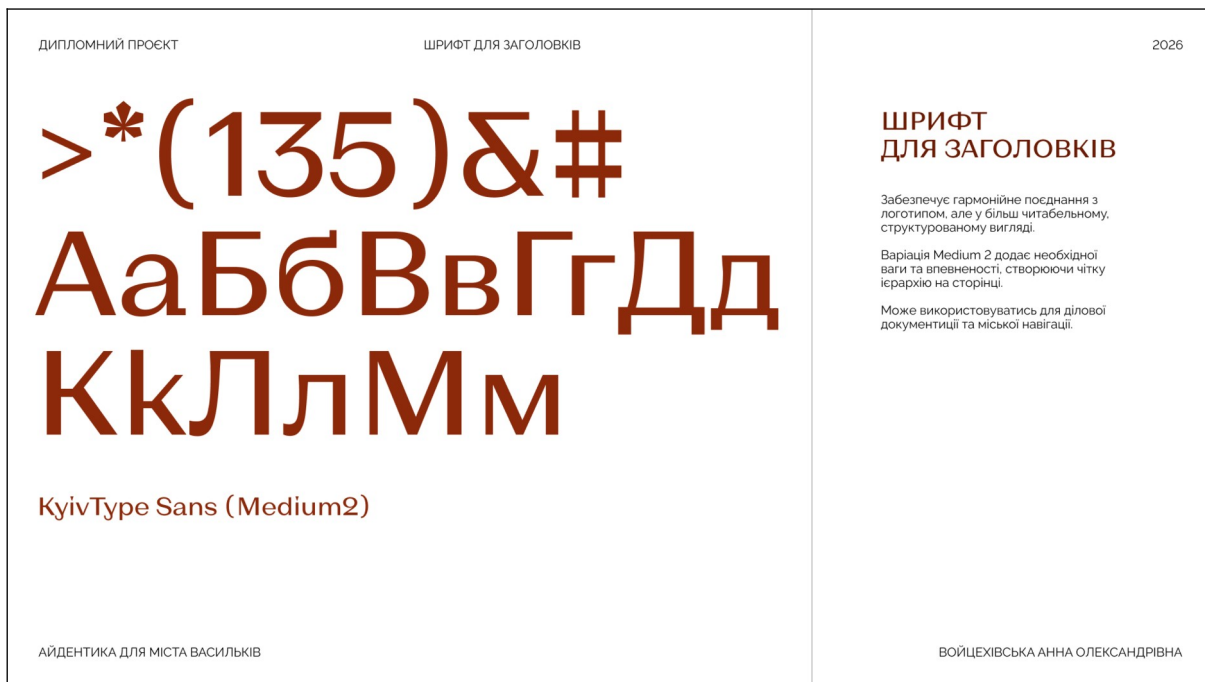 ДИПЛОМНИЙ ПРОЄКТ
ШРИФТ ДЛЯ ЗАГОЛОВКІВ
2026
>*(135)&#
АаБбВвГгДд
КkЛлМм
KyivType Sans (Medium2)
ШРИФТ
ДЛЯ ЗАГОЛОВКІВ
Забезпечує гармонійне поєднання з
логотипом, але у більш читабельному,
структурованому вигляді.
Варіація Medium 2 додає необхідної
ваги та впевненості, створюючи чітку
ієрархію на сторінці.
Може використовуватись для ділової
документиції та міської навігації.
АЙДЕНТИКА ДЛЯ МІСТА ВАСИЛЬКІВ
ВОЙЦЕХІВСЬКА АННА ОЛЕКСАНДРІВНА